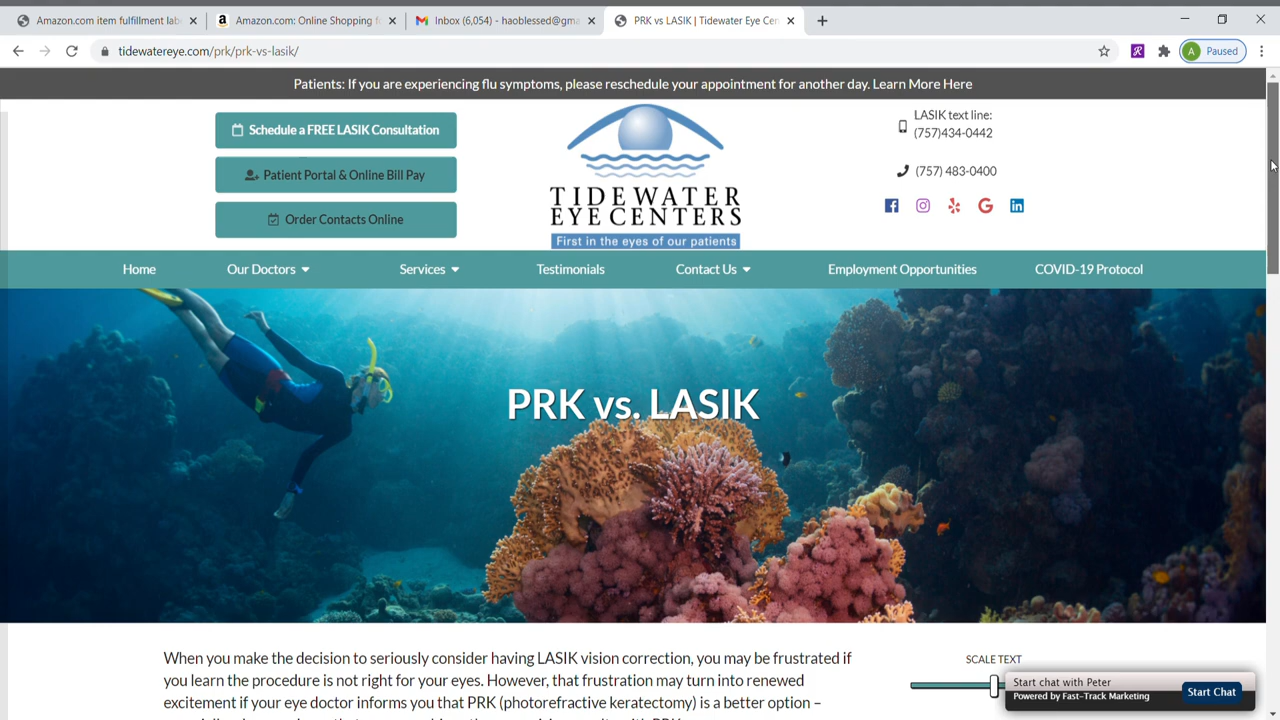 Amazon.com item fulfillment lab
Amazon.com: Online Shopping f
Inbox (6,054) - haoblessed@gma
PRK vs LASIK | Tidewater Eye Cen
tidewatereye.com/prk/prk-vs-lasik/
A
Paused
Patients: If you are experiencing flu symptoms, please reschedule your appointment for another day. Learn More Here
Schedule a FREE LASIK Consultation
Patient Portal & Online Bill Pay
Order Contacts Online
TIDEWATER
EYE CENTERS
First in the eyes of our patients
LASIK text line:
(757)434-0442
(757) 483-0400
Home
Our Doctors
Services
Testimonials
Contact Us
Employment Opportunities
COVID-19 Protocol
PRK vs. LASIK
When you make the decision to seriously consider having LASIK vision correction, you may be frustrated if
you learn the procedure is not right for your eyes. However, that frustration may turn into renewed
excitement if your eye doctor informs you that PRK (photorefractive keratectomy) is a better option –
SCALE TEXT
Start chat with Peter
Powered by Fast-Track Marketing
Start Chat